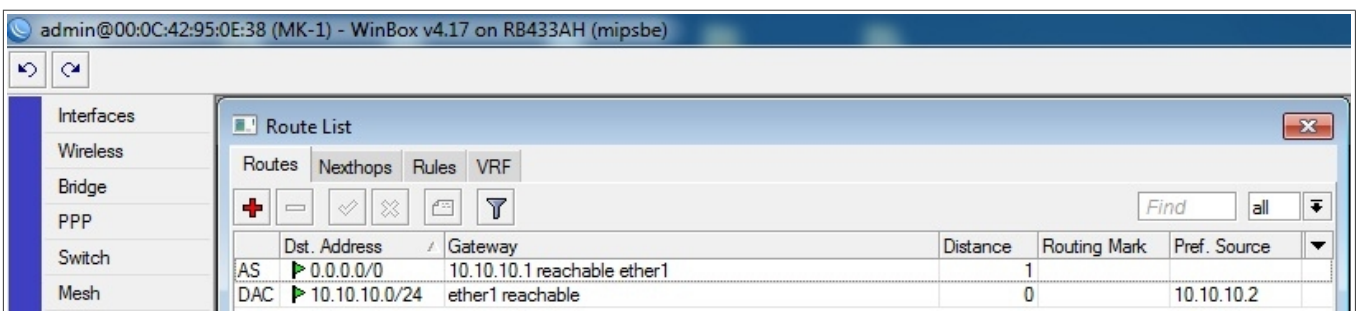 admin@00:0C:42:95:0E:38 (MK-1) - WinBox v4.17 on RB433AH (mipsbe)
Interfaces
Wireless
Bridge
PPP
Switch
Mesh
Route List
Routes Nexthops Rules VRF
Find all
Dst. Address Gateway Distance Routing Mark Pref. Source
AS 0.0.0.0/0 10.10.10.1 reachable ether1 1
DAC 10.10.10.0/24 ether1 reachable 0 10.10.10.2